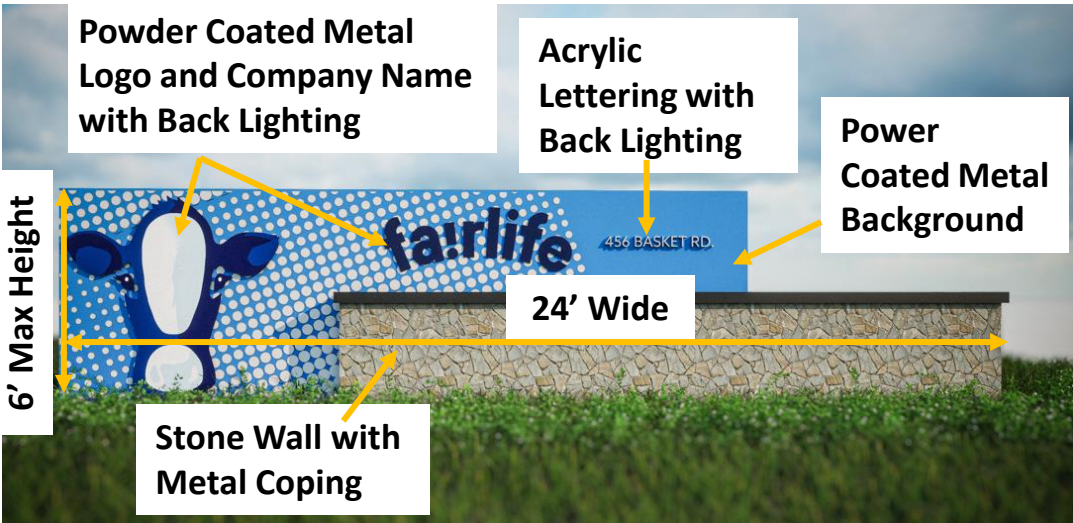 Powder Coated Metal
Logo and Company Name
with Back Lighting
Acrylic
Lettering with
Back Lighting
Power
Coated Metal
Background
6’ Max Height
fa!rlife
456 BASKET RD.
24’ Wide
Stone Wall with
Metal Coping